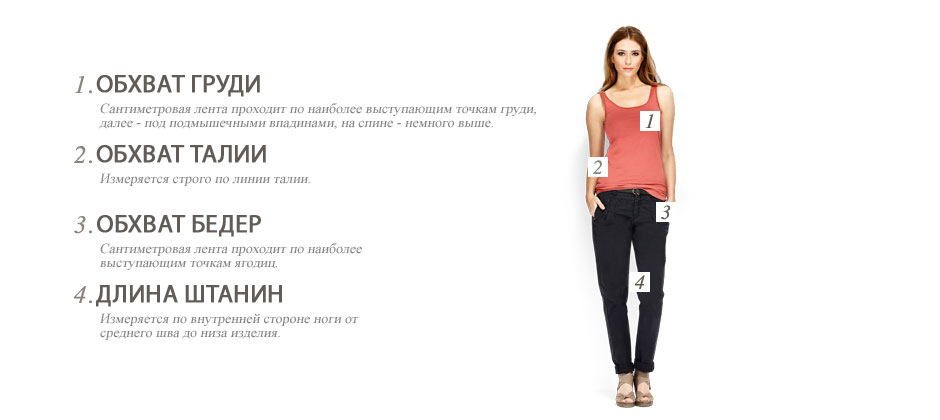 1. ОБХВАТ ГРУДИ
Сантиметровая лента проходит по наиболее выступающим точкам груди,
далее - под подмышечными впадинами, на спине - немного выше.
2. ОБХВАТ ТАЛИИ
Измеряется строго по линии талии.
3. ОБХВАТ БЕДЕР
Сантиметровая лента проходит по наиболее
выступающим точкам ягодиц.
4. ДЛИНА ШТАНИН
Измеряется по внутренней стороне ноги от
среднего шва до низа изделия.
1
2
3
4